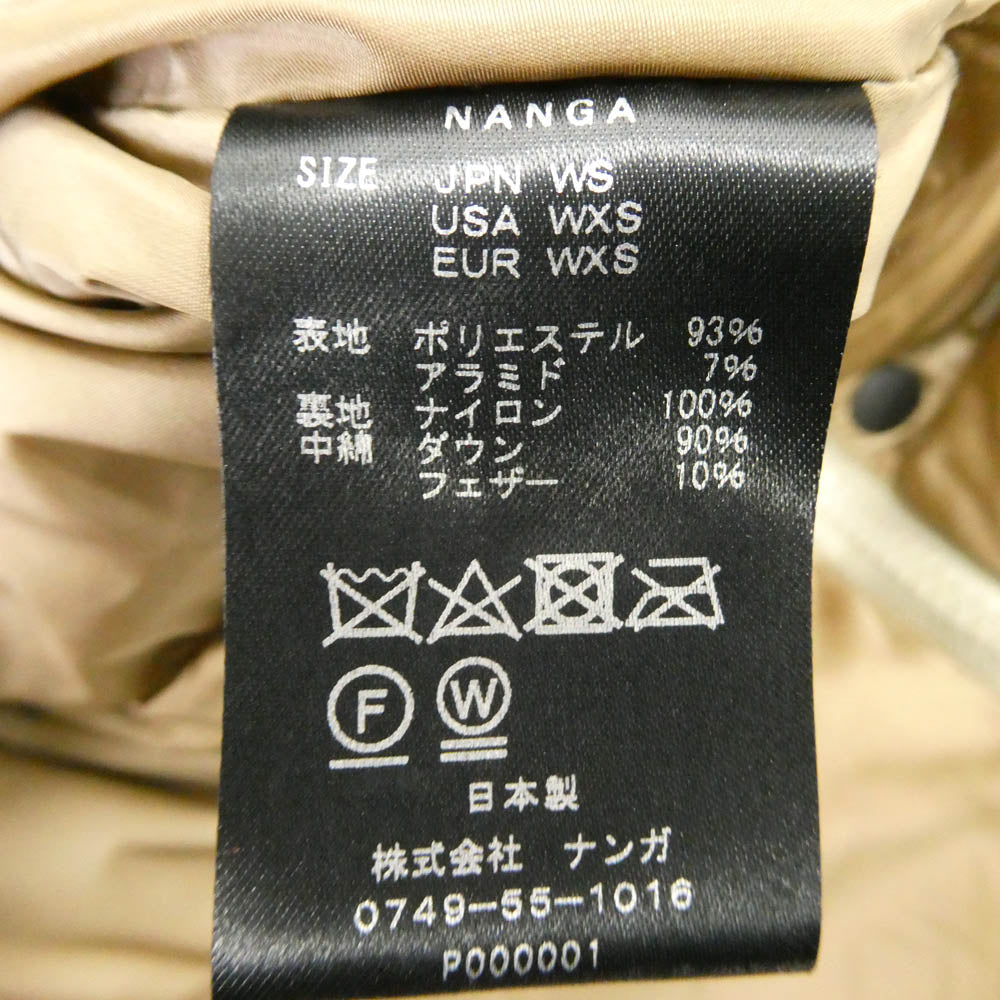 NANGA
SIZE JPN WS
USA WXS
EUR WXS
表地 ポリエステル 93%
アラミド 7%
裏地 ナイロン 100%
中綿 ダウン 90%
フェザー 10%
F W
日本製
株式会社 ナンガ
0749-55-1016
P000001